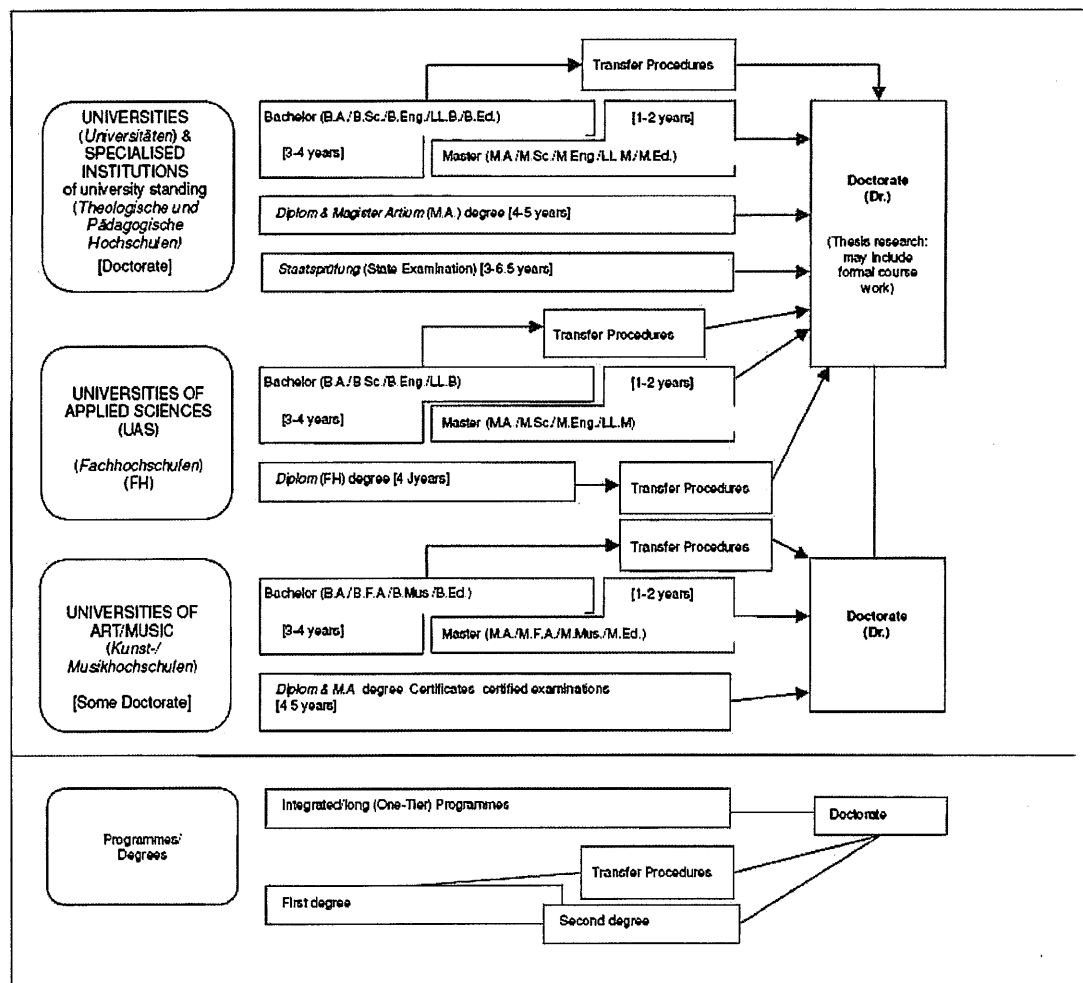 Transfer Procedures
UNIVERSITIES
(Universitäten) &
SPECIALISED
INSTITUTIONS
of university standing
(Theologische und
Pädagogische
Hochschulen)
[Doctorate]
Bachelor (B.A./B.Sc./B.Eng./LL.B./B.Ed.)
[3-4 years]
[1-2 years]
Master (M.A./M.Sc./M.Eng./LL.M./M.Ed.)
Diplom & Magister Artium (M.A.) degree [4-5 years]
Staatsprüfung (State Examination) [3-6.5 years]
Doctorate
(Dr.)
(Thesis research:
may include
formal course
work)
Transfer Procedures
UNIVERSITIES OF
APPLIED SCIENCES
(UAS)
(Fachhochschulen)
(FH)
Bachelor (B.A./B.Sc./B.Eng./LL.B)
[3-4 years]
[1-2 years]
Master (M.A./M.Sc./M.Eng./LL.M)
Diplom (FH) degree [4 Jyears]
Transfer Procedures
Transfer Procedures
UNIVERSITIES OF
ART/MUSIC
(Kunst-/
Musikhochschulen)
[Some Doctorate]
Bachelor (B.A./B.F.A./B.Mus./B.Ed.)
[3-4 years]
[1-2 years]
Master (M.A./M.F.A./M.Mus./M.Ed.)
Diplom & M.A degree Certificates certified examinations
[4 5 years]
Doctorate
(Dr.)
Programmes/
Degrees
Integrated/long (One-Tier) Programmes
Doctorate
Transfer Procedures
First degree
Second degree